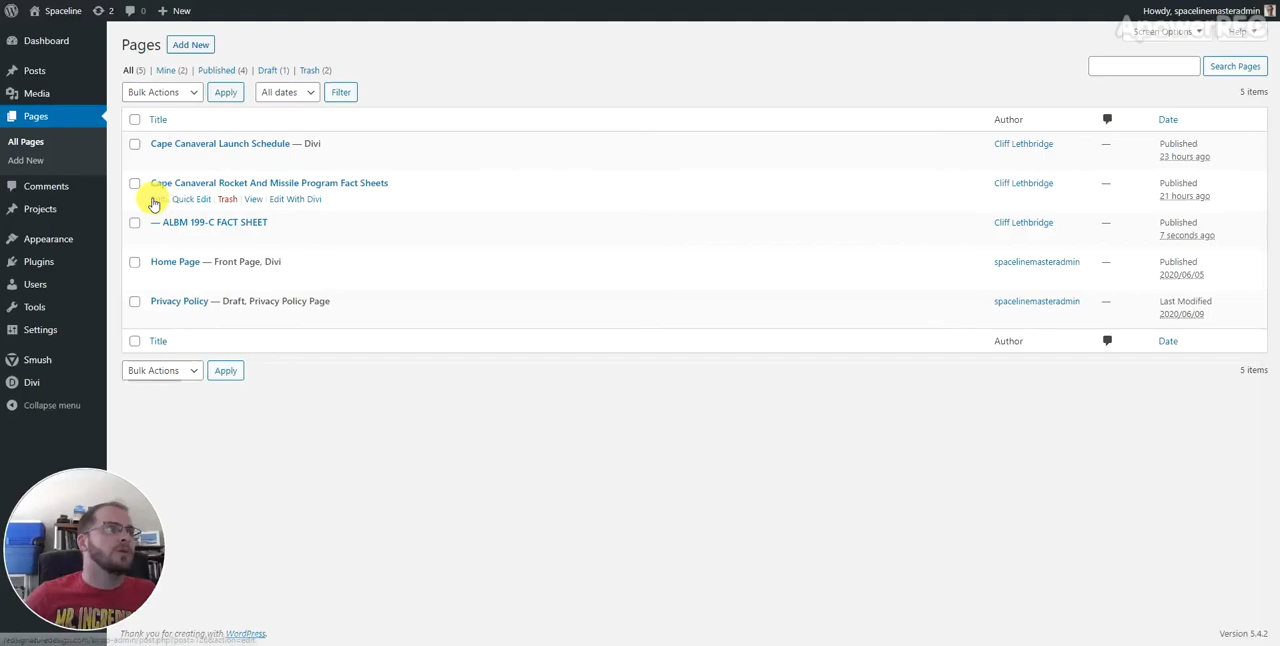 Spaceline 2 0 New Howdy, spacelinemasteradmin
ApowerREC
Screen Options Help
Dashboard
Posts
Media
Pages
All Pages
Add New
Comments
Projects
Appearance
Plugins
Users
Tools
Settings
Smush
Divi
Collapse menu
Pages Add New
All (5) | Mine (2) | Published (4) | Draft (1) | Trash (2)
Search Pages
Bulk Actions Apply All dates Filter
5 items
Title Author Date
Cape Canaveral Launch Schedule — Divi Cliff Lethbridge — Published
23 hours ago
Cape Canaveral Rocket And Missile Program Fact Sheets Cliff Lethbridge — Published
Quick Edit | Trash | View | Edit With Divi 21 hours ago
— ALBM 199-C FACT SHEET Cliff Lethbridge — Published
7 seconds ago
Home Page — Front Page, Divi spacelinemasteradmin — Published
2020/06/05
Privacy Policy — Draft, Privacy Policy Page spacelinemasteradmin — Last Modified
2020/06/09
Title Author Date
Bulk Actions Apply 5 items
MR. INCREDI
Thank you for creating with WordPress. Version 5.4.2